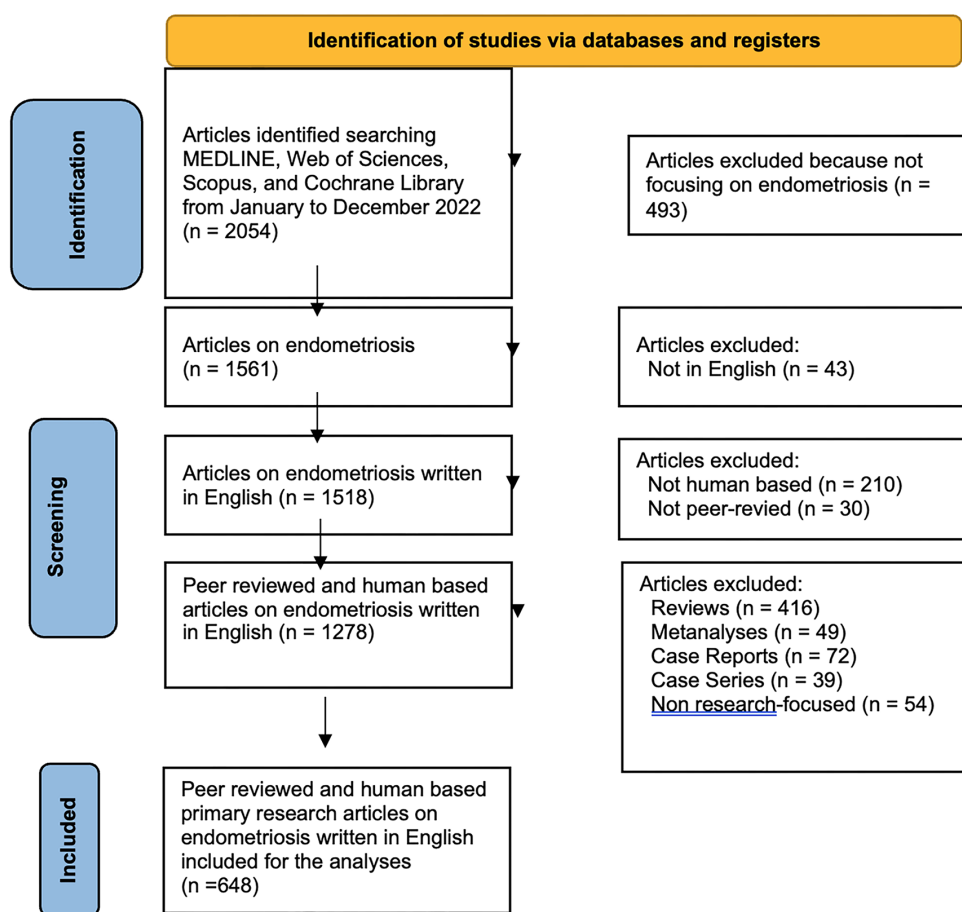 Identification of studies via databases and registers
Identification
Articles identified searching
MEDLINE, Web of Sciences,
Scopus, and Cochrane Library
from January to December 2022
(n = 2054)
Articles excluded because not
focusing on endometriosis (n =
493)
Articles on endometriosis
(n = 1561)
Articles excluded:
Not in English (n = 43)
Screening
Articles on endometriosis written
in English (n = 1518)
Articles excluded:
Not human based (n = 210)
Not peer-revied (n = 30)
Peer reviewed and human based
articles on endometriosis written
in English (n = 1278)
Articles excluded:
Reviews (n = 416)
Metanalyses (n = 49)
Case Reports (n = 72)
Case Series (n = 39)
Non research-focused (n = 54)
Included
Peer reviewed and human based
primary research articles on
endometriosis written in English
included for the analyses
(n =648)